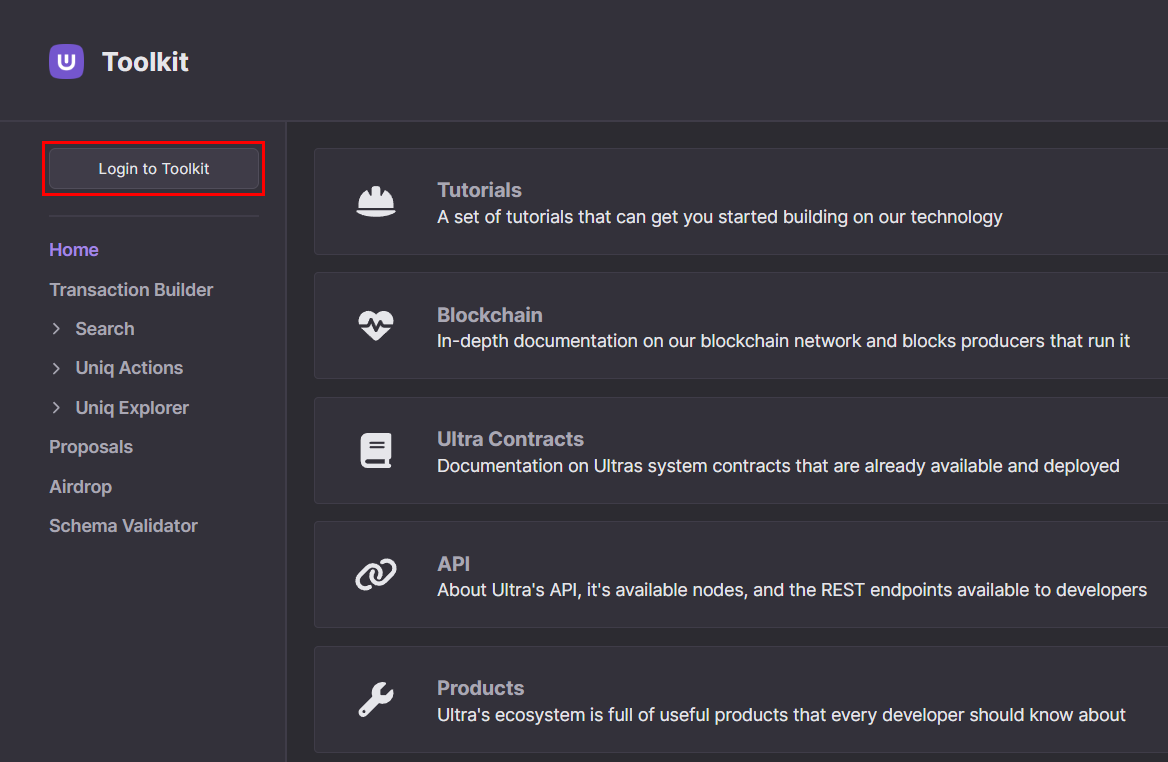 Toolkit
Login to Toolkit
Home
Transaction Builder
Search
Uniq Actions
Uniq Explorer
Proposals
Airdrop
Schema Validator
Tutorials
A set of tutorials that can get you started building on our technology
Blockchain
In-depth documentation on our blockchain network and blocks producers that run it
Ultra Contracts
Documentation on Ultras system contracts that are already available and deployed
API
About Ultra's API, it's available nodes, and the REST endpoints available to developers
Products
Ultra's ecosystem is full of useful products that every developer should know about